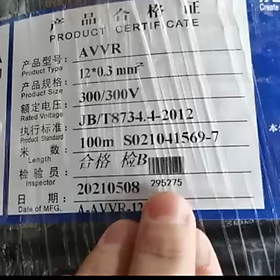 产品合格证
PRODUCT CERTIFICATE
产品型号: AVVR
Product Type 12*0.3 mm²
产品规格:
Product Size 300/300V
额定电压:
Rated Voltage JB/T8734.4-2012
执行标准:
Product Standard 100m S021041569-7
米 数:
Length 合格 检B
检验员:
Inspector 295275
20210508
日 期:
Date of MFG. A-AVVR-12